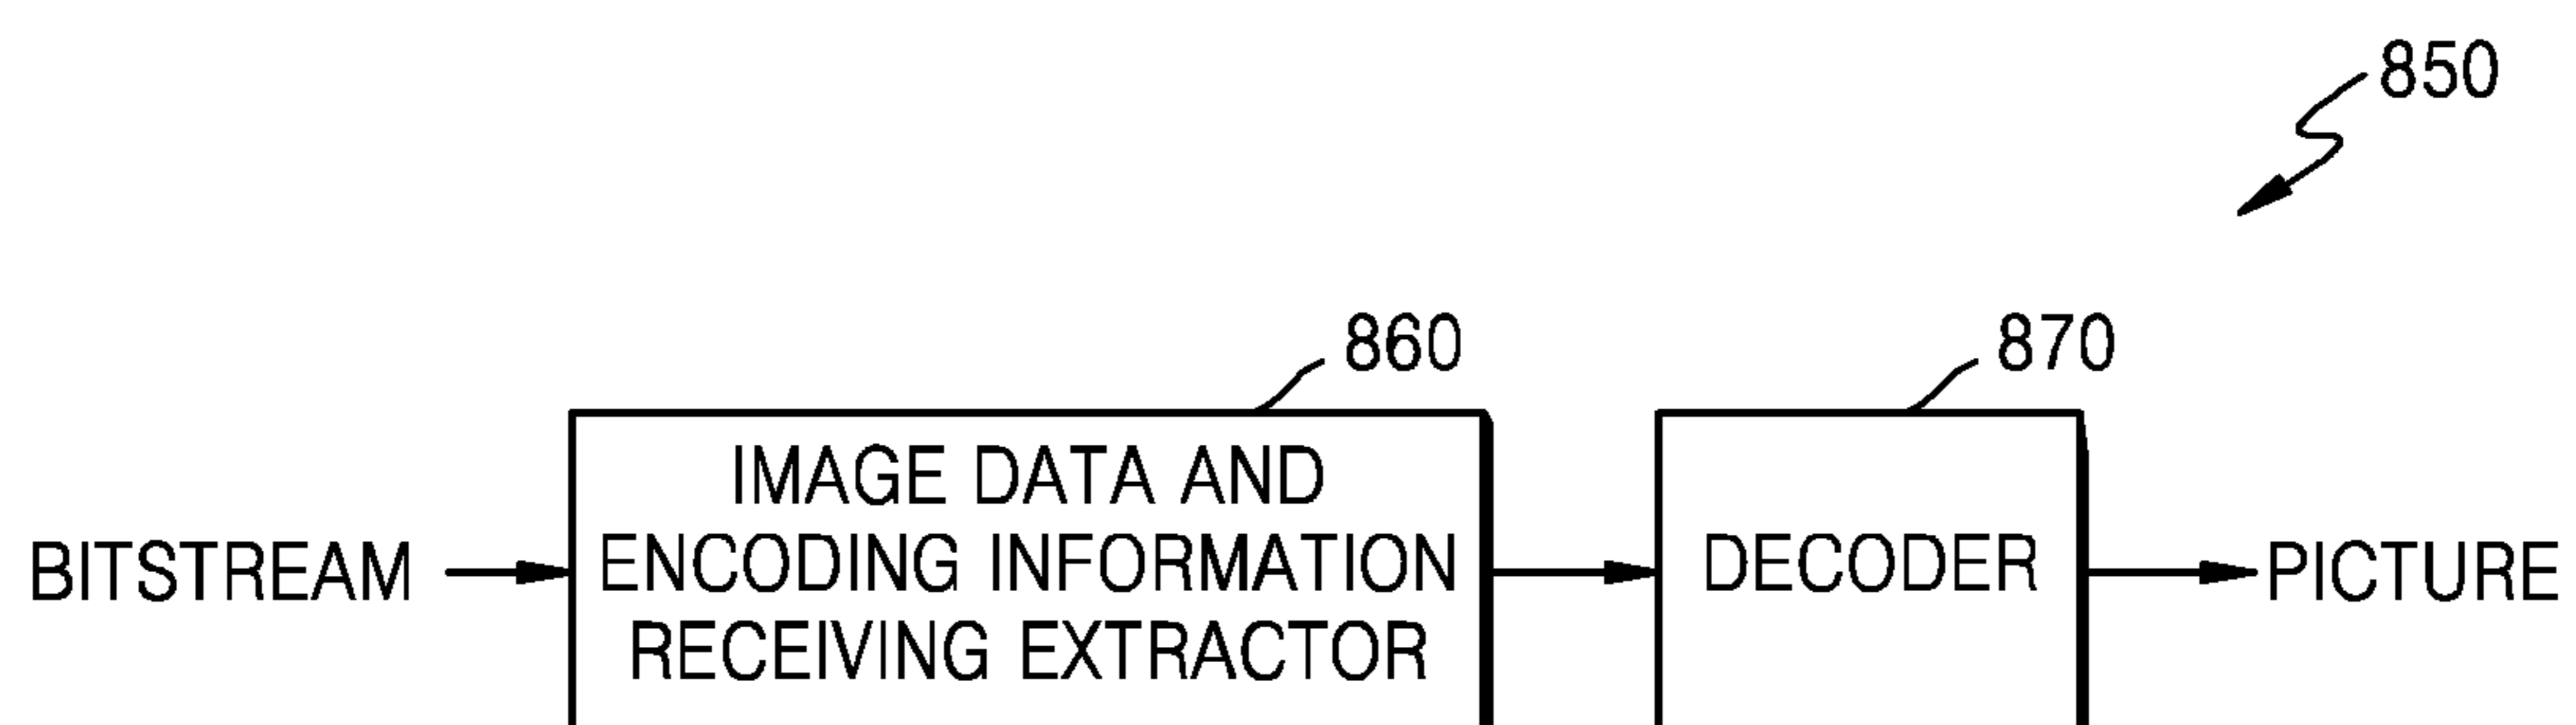 850
860
870
IMAGE DATA AND
ENCODING INFORMATION
RECEIVING EXTRACTOR
BITSTREAM
DECODER
PICTURE